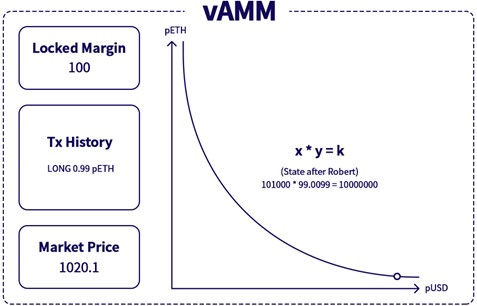 vAMM
Locked Margin
100
Tx History
LONG 0.99 pETH
Market Price
1020.1
pETH
x * y = k
(State after Robert)
101000 * 99.0099 = 10000000
pUSD